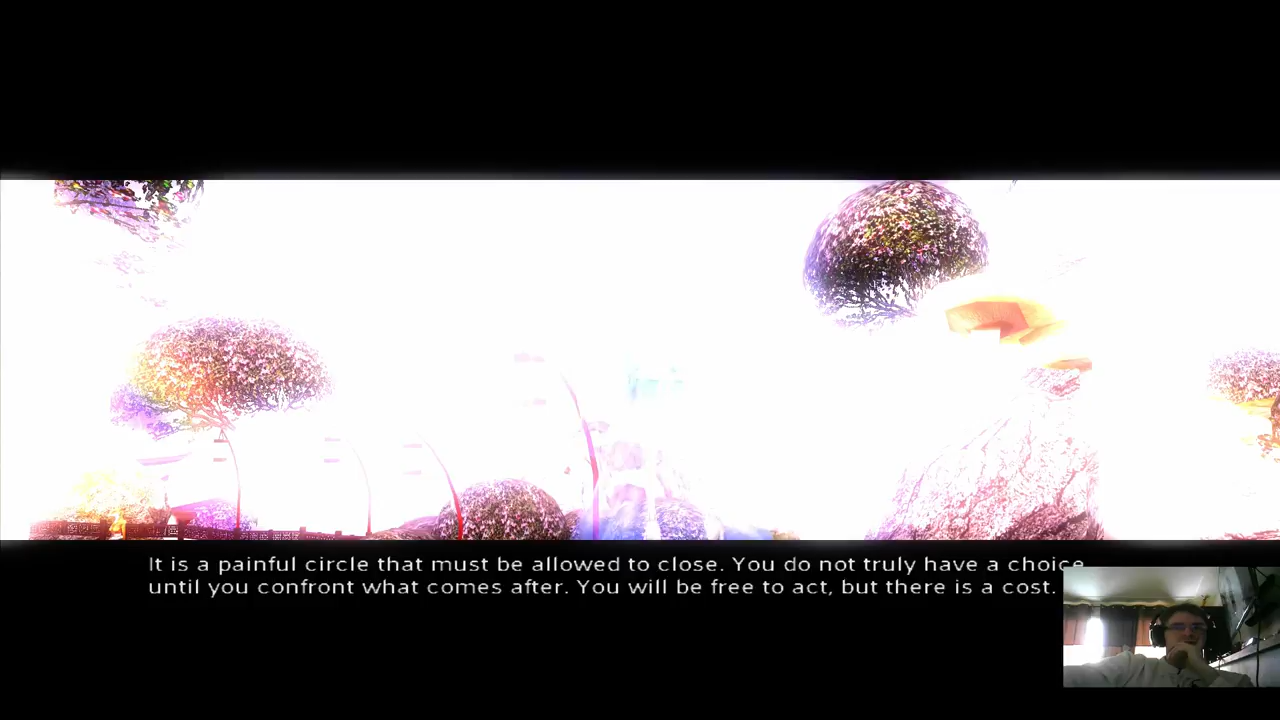 It is a painful circle that must be allowed to close. You do not truly have a choice
until you confront what comes after. You will be free to act, but there is a cost.